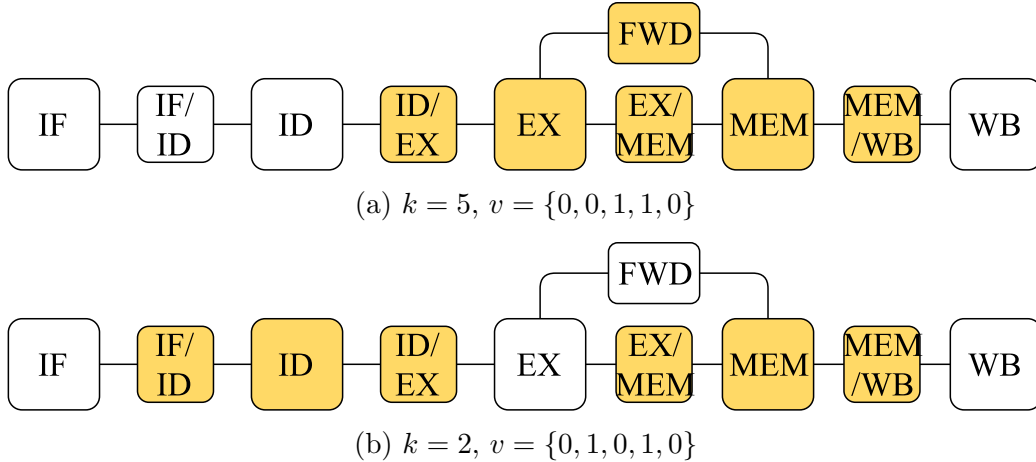 FWD
IF
IF/
ID
ID
ID/
EX
EX
EX/
MEM
MEM
MEM
/WB
WB
(a) k = 5, v = {0, 0, 1, 1, 0}
FWD
IF
IF/
ID
ID
ID/
EX
EX
EX/
MEM
MEM
MEM
/WB
WB
(b) k = 2, v = {0, 1, 0, 1, 0}